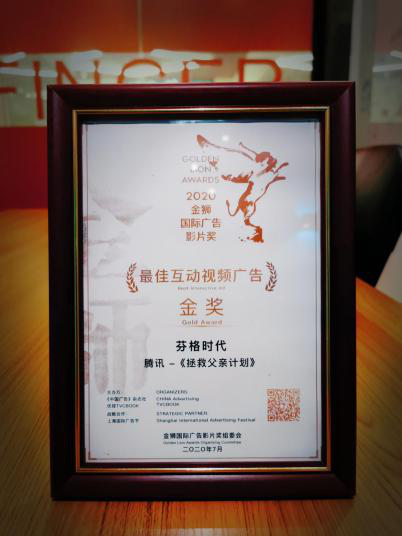 FINGER
GOLDEN
LION
AWARDS
2020
金狮
国际广告
影片奖
最佳互动视频广告
Best Interactive Ad
金奖
Gold Award
芬格时代
腾讯 –《拯救父亲计划》
主办方: ORGANIZERS:
《中国广告》杂志社 CHINA Advertising
优视TVCBOOK TVCBOOK
战略合作: STRATEGIC PARTNER:
上海国际广告节 Shanghai International Advertising Festival
金狮国际广告影片奖组委会
Golden Lion Awards Organizing Committee
二〇二〇年7月